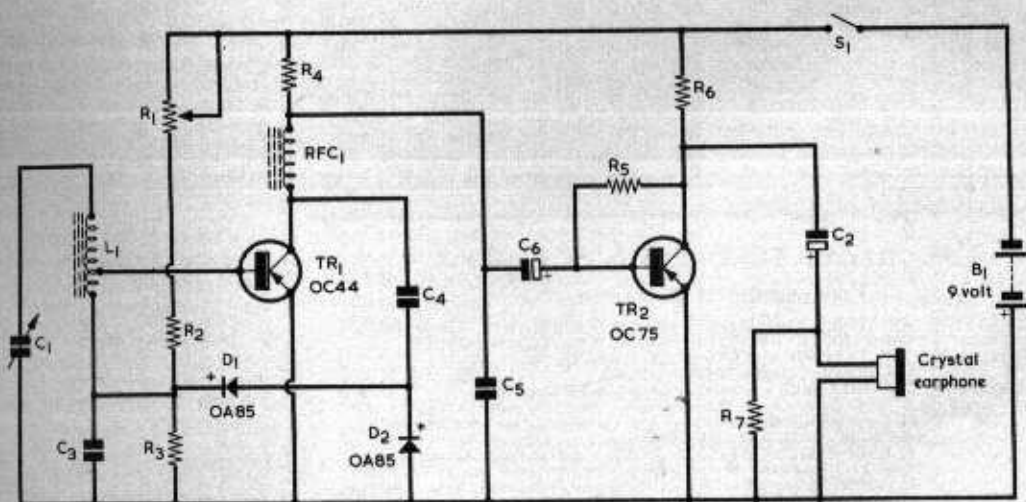 S1
R4
R6
R1
RFC1
R5
L1
C6
+
C2
+
B1
9 volt
+
TR1
OC44
C4
TR2
OC75
R2
C1
+
D1
OA85
C5
Crystal
earphone
R7
C3
R3
D2
+
OA85